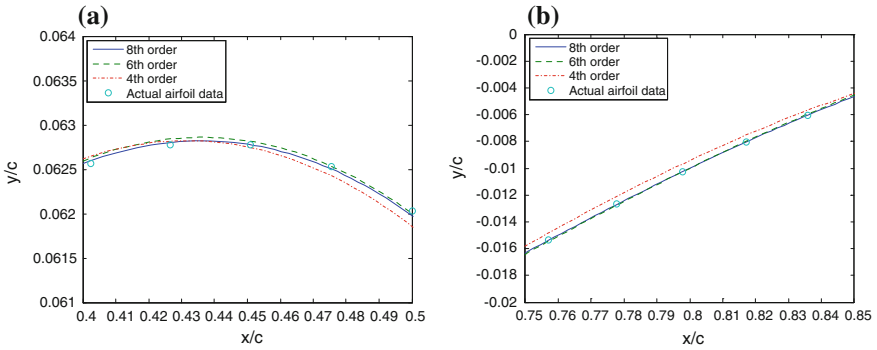 (a)
0.064
0.0635
0.063
0.0625
0.062
0.0615
0.061
y/c
8th order
6th order
4th order
Actual airfoil data
0.4 0.41 0.42 0.43 0.44 0.45 0.46 0.47 0.48 0.49 0.5
x/c
(b)
0
-0.002
-0.004
-0.006
-0.008
-0.01
-0.012
-0.014
-0.016
-0.018
-0.02
y/c
8th order
6th order
4th order
Actual airfoil data
0.75 0.76 0.77 0.78 0.79 0.8 0.81 0.82 0.83 0.84 0.85
x/c